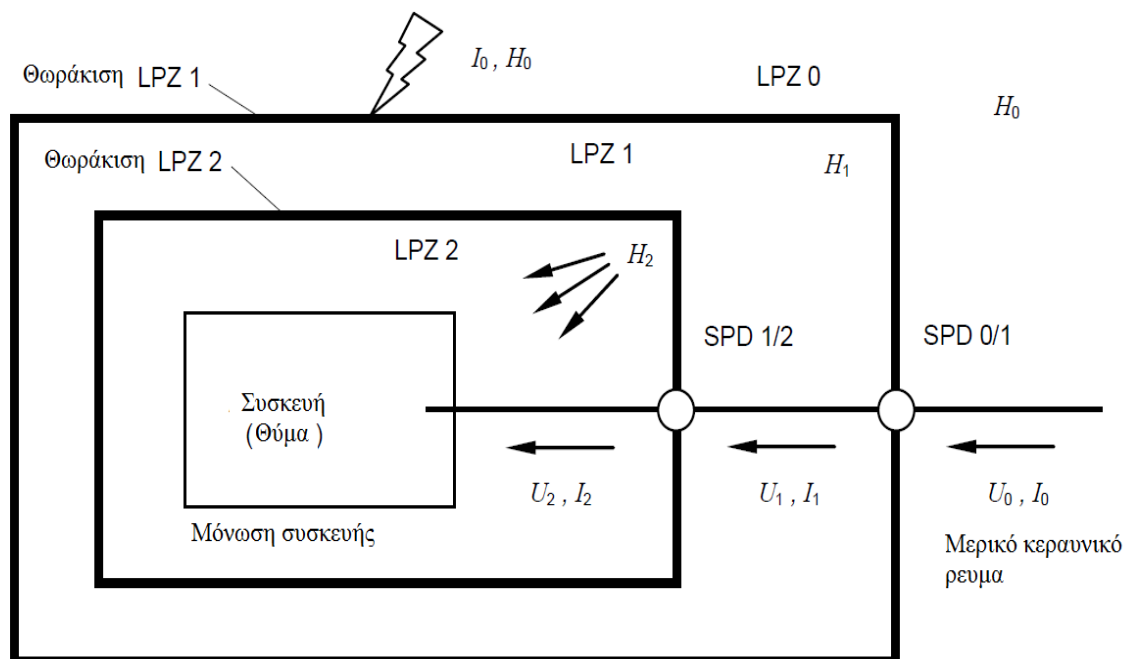 I₀ , H₀
LPZ 0
Θωράκιση LPZ 1
H₀
LPZ 1
Θωράκιση LPZ 2
H₁
LPZ 2
H₂
SPD 1/2
SPD 0/1
Συσκευή
( Θύμα )
U₂ , I₂
U₁ , I₁
U₀ , I₀
Μόνωση συσκευής
Μερικό κεραυνικό
ρευμα